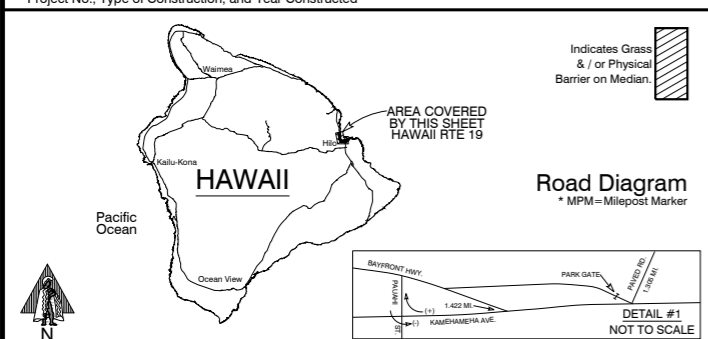 Project No., Type of Construction, and Year Constructed
Indicates Grass
& / or Physical
Barrier on Median.
Waimea
AREA COVERED
BY THIS SHEET
HAWAII RTE 19
Hilo
Kailu-Kona
HAWAII
Road Diagram
* MPM=Milepost Marker
Pacific
Ocean
Ocean View
N
BAYFRONT HWY.
PAUAHI
ST.
(+)
(-)
1.422 MI.
KAMEHAMEHA AVE.
PARK GATE
PAVED RD.
1.305 MI.
DETAIL #1
NOT TO SCALE